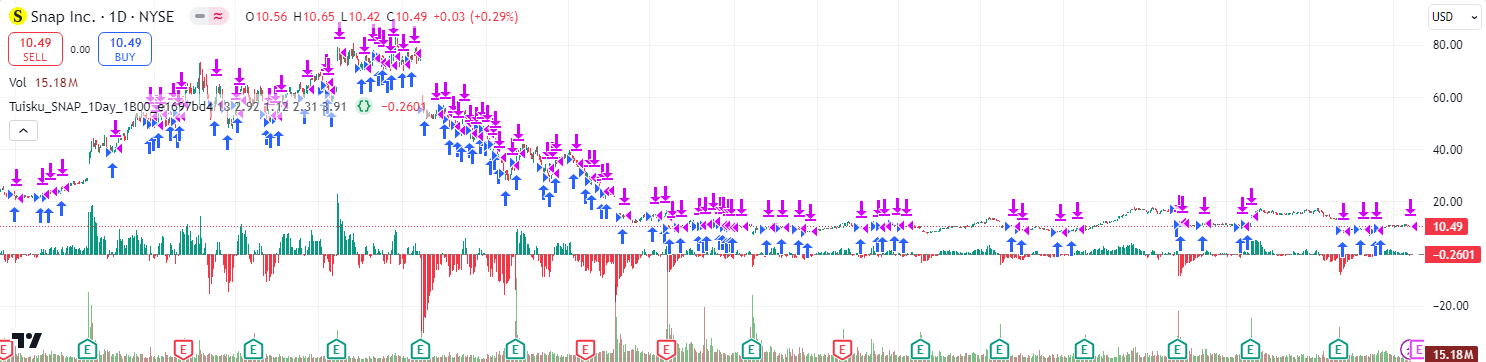 S Snap Inc. · 1D · NYSE O10.56 H10.65 L10.42 C10.49 +0.03 (+0.29%) USD
10.49 SELL 0.00 10.49 BUY
80.00
Vol 15.18M
Tuisku_SNAP_1Day_1B00_e1697bd4 13 2.92 1.12 2.31 3.91 −0.2601
60.00
40.00
20.00
10.49
−0.2601
−20.00
E E E E E E E E E E E E E E E E E E
15.18M